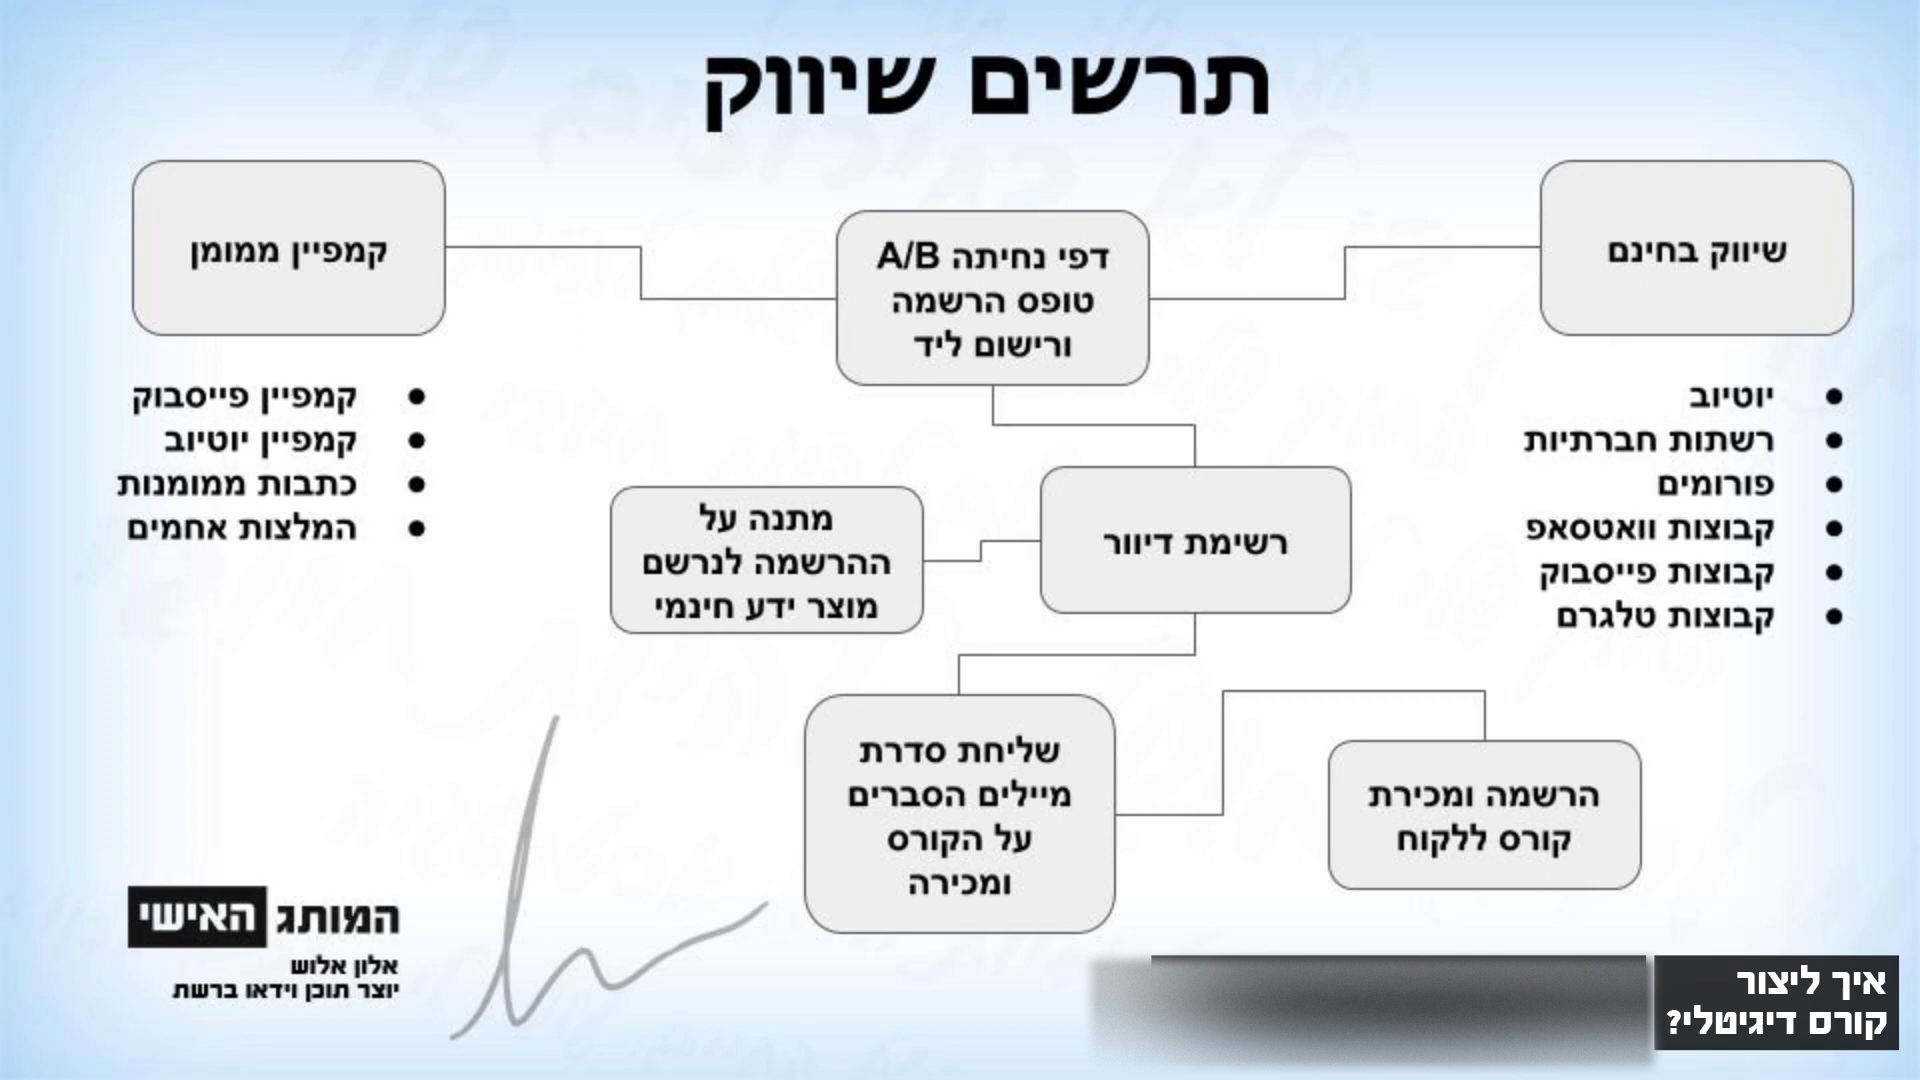 תרשים שיווק
שיווק בחינם
יוטיוב
רשתות חברתיות
פורומים
קבוצות וואטסאפ
קבוצות פייסבוק
קבוצות טלגרם
דפי נחיתה A/B
טופס הרשמה
ורישום ליד
קמפיין ממומן
קמפיין פייסבוק
קמפיין יוטיוב
כתבות ממומנות
המלצות אחמים
רשימת דיוור
מתנה על
ההרשמה לנרשם
מוצר ידע חינמי
שליחת סדרת
מיילים הסברים
על הקורס
ומכירה
הרשמה ומכירת
קורס ללקוח
המותג האישי
אלון אלוש
יוצר תוכן וידאו ברשת
איך ליצור
קורס דיגיטלי?